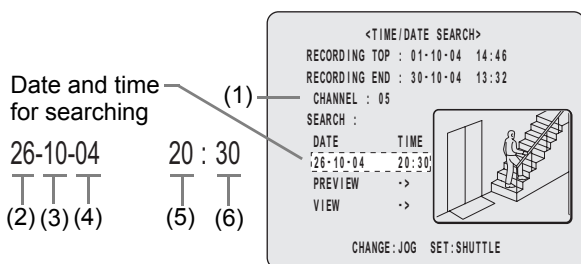 Date and time
for searching
26-10-04 20 : 30
(2) (3) (4) (5) (6)
(1)
<TIME/DATE SEARCH>
RECORDING TOP : 01-10-04 14:46
RECORDING END : 30-10-04 13:32
CHANNEL : 05
SEARCH :
DATE TIME
26-10-04 20:30
PREVIEW ->
VIEW ->
CHANGE:JOG SET:SHUTTLE